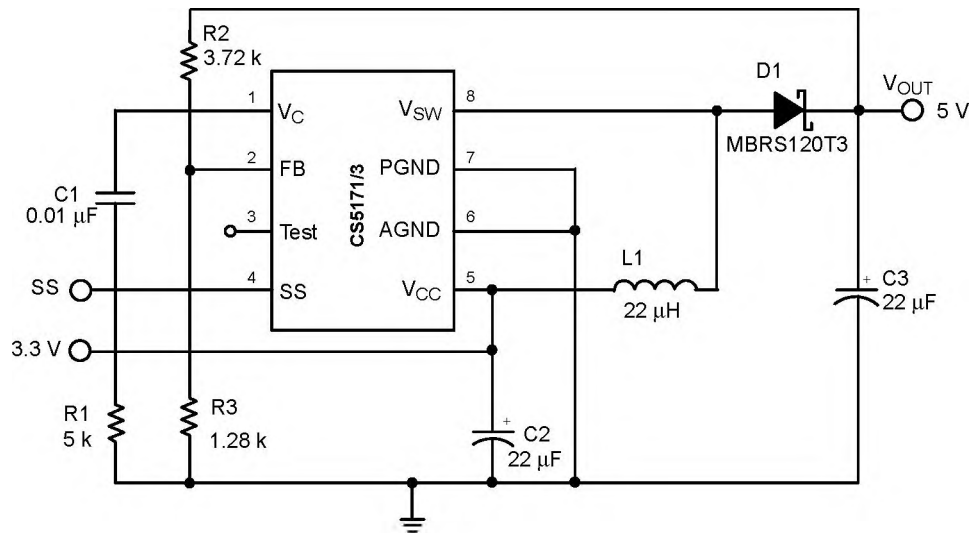 R2
3.72 k
D1
V_OUT
5 V
MBRS120T3
1
V_C
V_SW
8
2
FB
PGND
7
CS5171/3
C1
0.01 μF
3
Test
AGND
6
L1
22 μH
SS
4
SS
V_CC
5
+
C3
22 μF
3.3 V
R1
5 k
R3
1.28 k
+
C2
22 μF